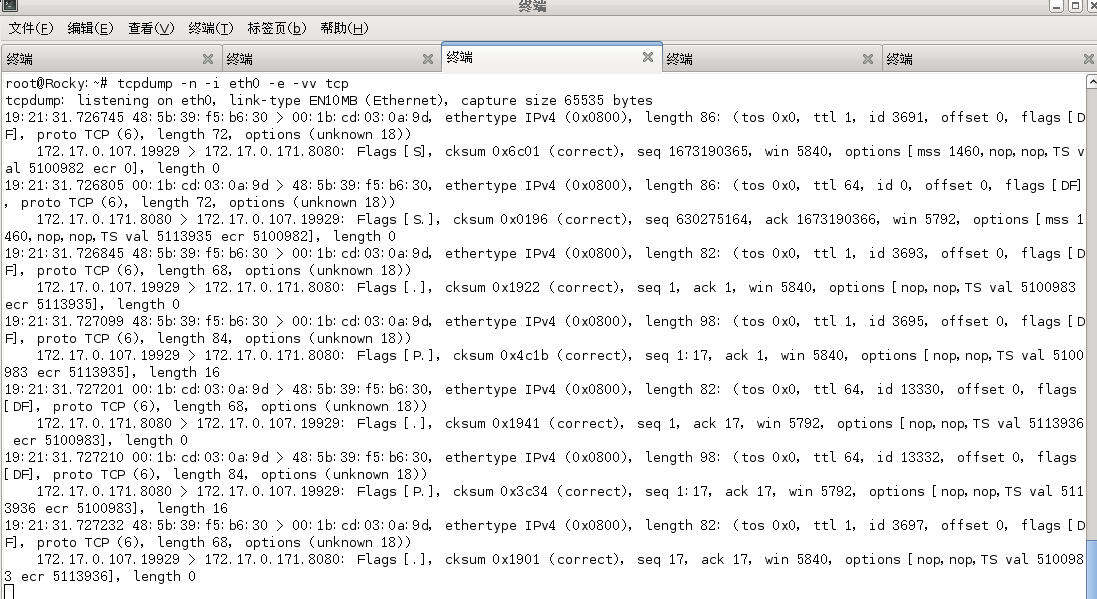 终端
文件(F) 编辑(E) 查看(V) 终端(T) 标签页(b) 帮助(H)
终端 终端 终端 终端 终端
root@Rocky:~# tcpdump -n -i eth0 -e -vv tcp
tcpdump: listening on eth0, link-type EN10MB (Ethernet), capture size 65535 bytes
19:21:31.726745 48:5b:39:f5:b6:30 > 00:1b:cd:03:0a:9d, ethertype IPv4 (0x0800), length 86: (tos 0x0, ttl 1, id 3691, offset 0, flags [D
F], proto TCP (6), length 72, options (unknown 18))
    172.17.0.107.19929 > 172.17.0.171.8080: Flags [S], cksum 0x6c01 (correct), seq 1673190365, win 5840, options [mss 1460,nop,nop,TS v
al 5100982 ecr 0], length 0
19:21:31.726805 00:1b:cd:03:0a:9d > 48:5b:39:f5:b6:30, ethertype IPv4 (0x0800), length 86: (tos 0x0, ttl 64, id 0, offset 0, flags [DF]
, proto TCP (6), length 72, options (unknown 18))
    172.17.0.171.8080 > 172.17.0.107.19929: Flags [S.], cksum 0x0196 (correct), seq 630275164, ack 1673190366, win 5792, options [mss 1
460,nop,nop,TS val 5113935 ecr 5100982], length 0
19:21:31.726845 48:5b:39:f5:b6:30 > 00:1b:cd:03:0a:9d, ethertype IPv4 (0x0800), length 82: (tos 0x0, ttl 1, id 3693, offset 0, flags [D
F], proto TCP (6), length 68, options (unknown 18))
    172.17.0.107.19929 > 172.17.0.171.8080: Flags [.], cksum 0x1922 (correct), seq 1, ack 1, win 5840, options [nop,nop,TS val 5100983
ecr 5113935], length 0
19:21:31.727099 48:5b:39:f5:b6:30 > 00:1b:cd:03:0a:9d, ethertype IPv4 (0x0800), length 98: (tos 0x0, ttl 1, id 3695, offset 0, flags [D
F], proto TCP (6), length 84, options (unknown 18))
    172.17.0.107.19929 > 172.17.0.171.8080: Flags [P.], cksum 0x4c1b (correct), seq 1:17, ack 1, win 5840, options [nop,nop,TS val 5100
983 ecr 5113935], length 16
19:21:31.727201 00:1b:cd:03:0a:9d > 48:5b:39:f5:b6:30, ethertype IPv4 (0x0800), length 82: (tos 0x0, ttl 64, id 13330, offset 0, flags
[DF], proto TCP (6), length 68, options (unknown 18))
    172.17.0.171.8080 > 172.17.0.107.19929: Flags [.], cksum 0x1941 (correct), seq 1, ack 17, win 5792, options [nop,nop,TS val 5113936
 ecr 5100983], length 0
19:21:31.727210 00:1b:cd:03:0a:9d > 48:5b:39:f5:b6:30, ethertype IPv4 (0x0800), length 98: (tos 0x0, ttl 64, id 13332, offset 0, flags
[DF], proto TCP (6), length 84, options (unknown 18))
    172.17.0.171.8080 > 172.17.0.107.19929: Flags [P.], cksum 0x3c34 (correct), seq 1:17, ack 17, win 5792, options [nop,nop,TS val 511
3936 ecr 5100983], length 16
19:21:31.727232 48:5b:39:f5:b6:30 > 00:1b:cd:03:0a:9d, ethertype IPv4 (0x0800), length 82: (tos 0x0, ttl 1, id 3697, offset 0, flags [D
F], proto TCP (6), length 68, options (unknown 18))
    172.17.0.107.19929 > 172.17.0.171.8080: Flags [.], cksum 0x1901 (correct), seq 17, ack 17, win 5840, options [nop,nop,TS val 510098
3 ecr 5113936], length 0